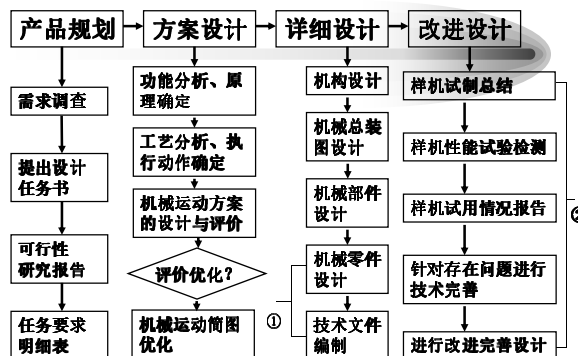 产品规划
方案设计
详细设计
改进设计
需求调查
提出设计
任务书
可行性
研究报告
任务要求
明细表
功能分析、原
理确定
工艺分析、执
行动作确定
机械运动方案
的设计与评价
评价优化？
机械运动简图
优化
机构设计
机械总装
图设计
机械部件
设计
机械零件
设计
技术文件
编制
①
样机试制总结
样机性能试验检测
样机试用情况报告
针对存在问题进行
技术完善
进行改进完善设计
②